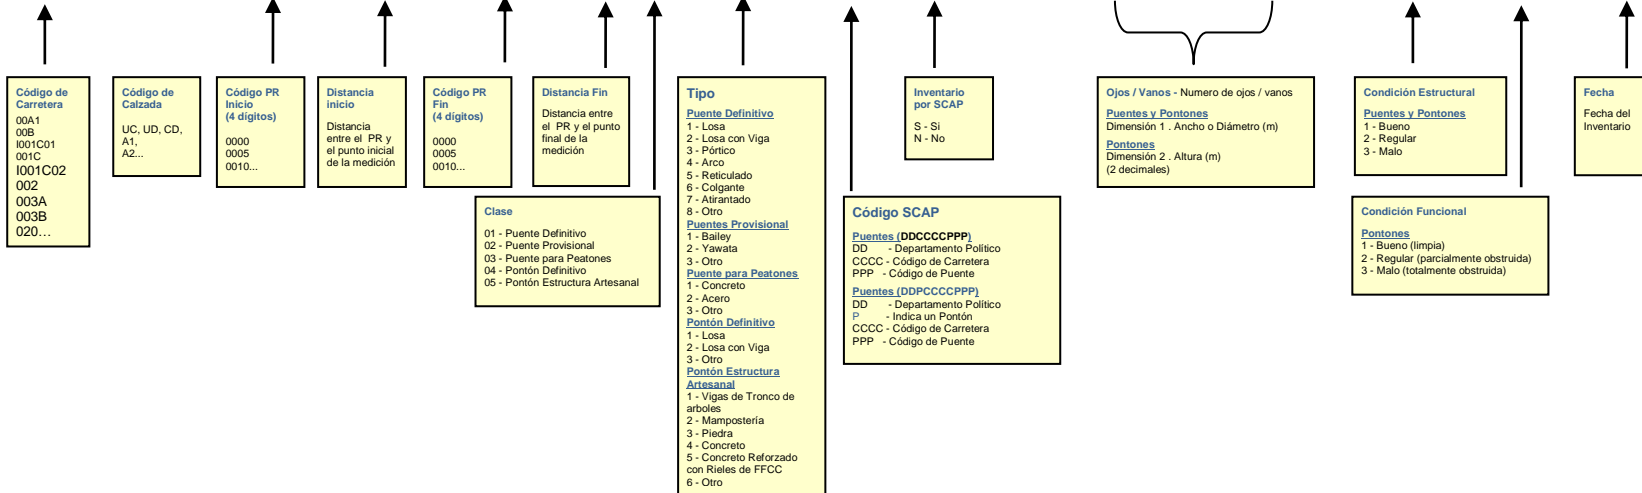 Código de
Carretera
00A1
00B
I001C01
001C
I001C02
002
003A
003B
020…
Código de
Calzada
UC, UD, CD,
A1,
A2...
Código PR
Inicio
(4 dígitos)
0000
0005
0010...
Distancia
inicio
Distancia
entre el PR y
el punto inicial
de la medición
Código PR
Fin
(4 dígitos)
0000
0005
0010...
Distancia Fin
Distancia entre
el PR y el punto
final de la
medición
Clase
01 - Puente Definitivo
02 - Puente Provisional
03 - Puente para Peatones
04 - Pontón Definitivo
05 - Pontón Estructura Artesanal
Tipo
Puente Definitivo
1 - Losa
2 - Losa con Viga
3 - Pórtico
4 - Arco
5 - Reticulado
6 - Colgante
7 - Atirantado
8 - Otro
Puentes Provisional
1 - Bailey
2 - Yawata
3 - Otro
Puente para Peatones
1 - Concreto
2 - Acero
3 - Otro
Pontón Definitivo
1 - Losa
2 - Losa con Viga
3 - Otro
Pontón Estructura
Artesanal
1 - Vigas de Tronco de
arboles
2 - Mampostería
3 - Piedra
4 - Concreto
5 - Concreto Reforzado
con Rieles de FFCC
6 - Otro
Código SCAP
Puentes (DDCCCCPPP)
DD - Departamento Político
CCCC - Código de Carretera
PPP - Código de Puente
Puentes (DDPCCCCPPP)
DD - Departamento Político
P - Indica un Pontón
CCCC - Código de Carretera
PPP - Código de Puente
Inventario
por SCAP
S - Si
N - No
Ojos / Vanos - Numero de ojos / vanos
Puentes y Pontones
Dimensión 1 . Ancho o Diámetro (m)
Pontones
Dimensión 2 . Altura (m)
(2 decimales)
Condición Estructural
Puentes y Pontones
1 - Bueno
2 - Regular
3 - Malo
Condición Funcional
Pontones
1 - Bueno (limpia)
2 - Regular (parcialmente obstruida)
3 - Malo (totalmente obstruida)
Fecha
Fecha del
Inventario